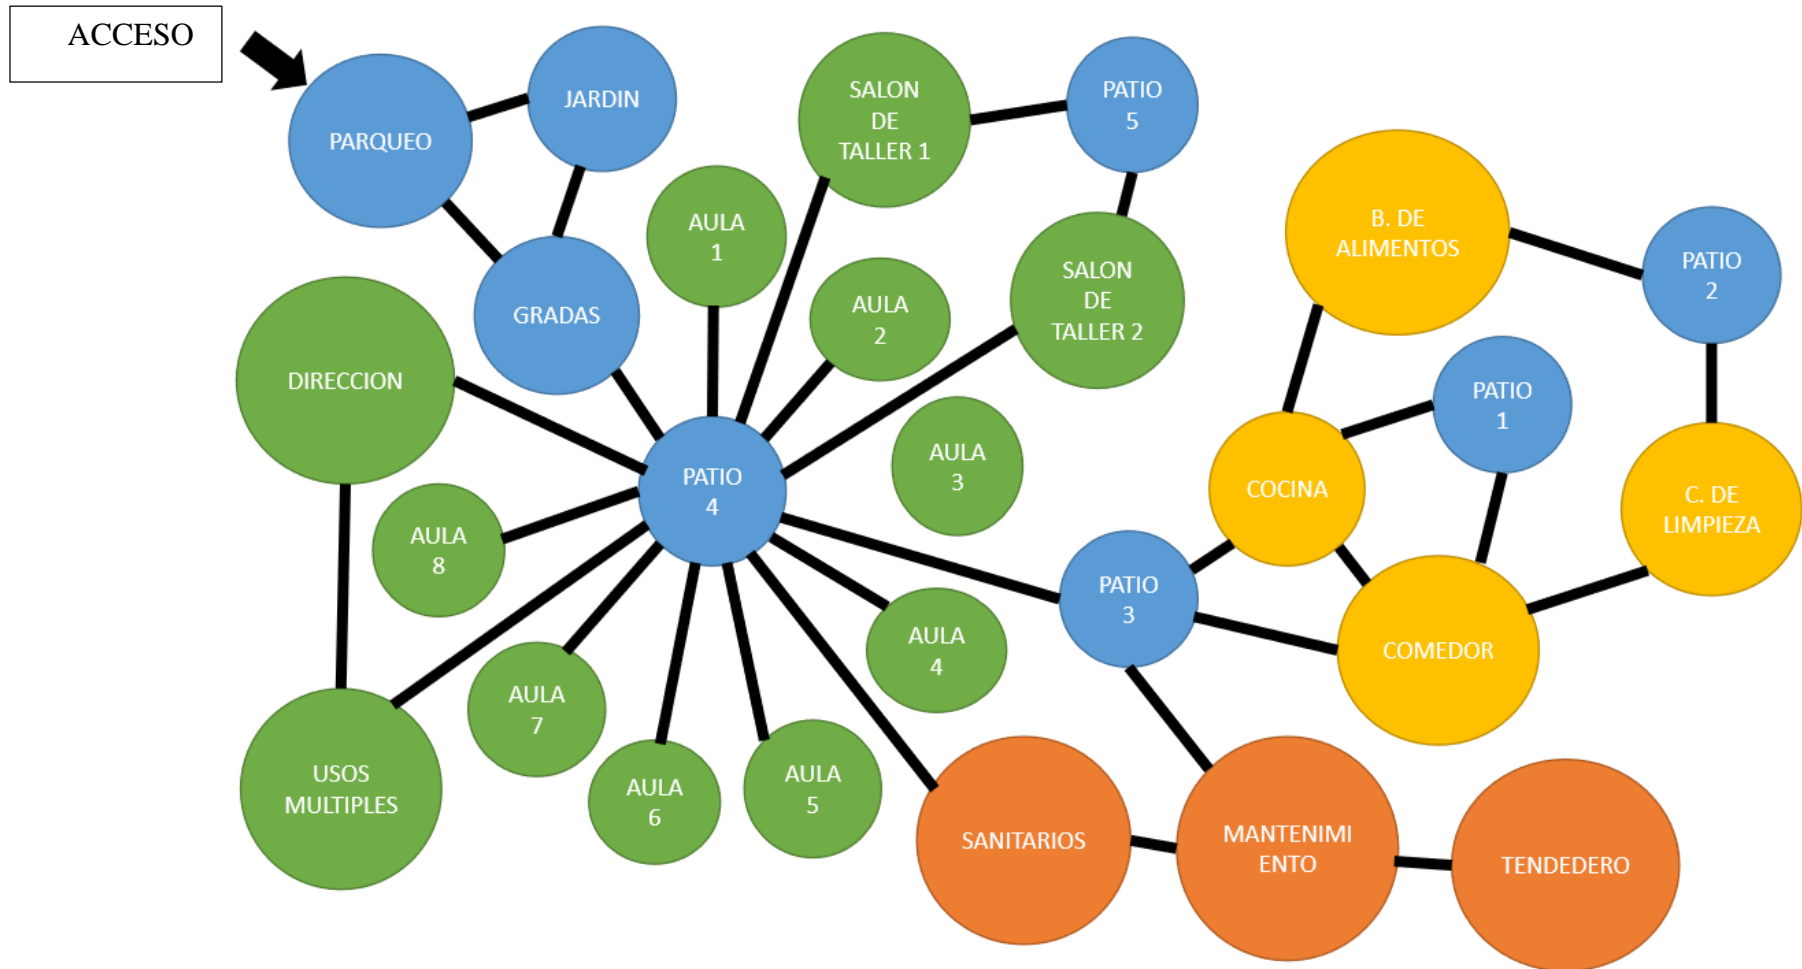 ACCESO
PARQUEO
JARDIN
GRADAS
SALON
DE
TALLER 1
PATIO
5
AULA
1
AULA
2
SALON
DE
TALLER 2
B. DE
ALIMENTOS
PATIO
2
DIRECCION
PATIO
1
AULA
3
PATIO
4
COCINA
C. DE
LIMPIEZA
AULA
8
PATIO
3
AULA
4
COMEDOR
AULA
7
USOS
MULTIPLES
AULA
6
AULA
5
SANITARIOS
MANTENIMI
ENTO
TENDEDERO